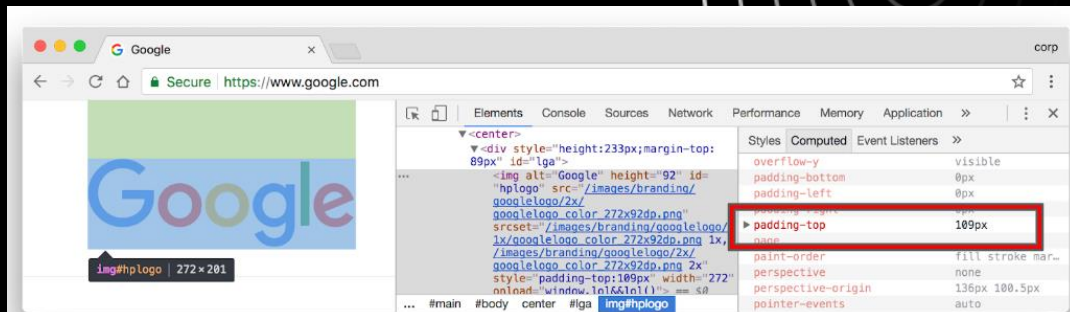 Google
corp
Secure | https://www.google.com
Elements Console Sources Network Performance Memory Application »
Google
img#hplogo | 272 × 201
▼<center>
▼<div style="height:233px;margin-top:
89px" id="lga">
... <img alt="Google" height="92" id=
"hplogo" src="/images/branding/
googlelogo/2x/
googlelogo_color_272x92dp.png"
srcset="/images/branding/googlelogo/
1x/googlelogo_color_272x92dp.png 1x,
/images/branding/googlelogo/2x/
googlelogo_color_272x92dp.png 2x"
style="padding-top:109px" width="272"
onload="window.lol&&lol()"> == $0
... #main #body center #lga img#hplogo
Styles Computed Event Listeners »
overflow-y visible
padding-bottom 0px
padding-left 0px
padding-right 0px
▶ padding-top 109px
page
paint-order fill stroke mar…
perspective none
perspective-origin 136px 100.5px
pointer-events auto